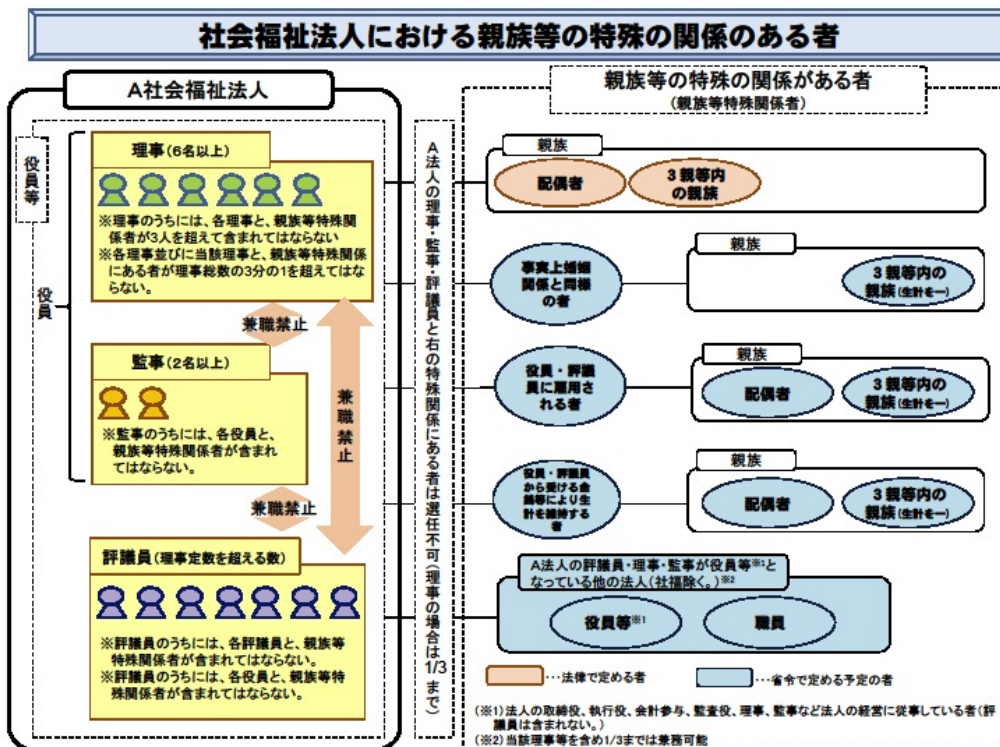 社会福祉法人における親族等の特殊の関係のある者
A社会福祉法人
役員等
役員
理事(6名以上)
※理事のうちには、各理事と、親族等特殊関
係者が3人を超えて含まれてはならない
※各理事並びに当該理事と、親族等特殊関係
にある者が理事総数の3分の1を超えてはな
らない。
兼職禁止
監事(2名以上)
※監事のうちには、各役員と、
親族等特殊関係者が含まれ
てはならない。
兼職禁止
兼職禁止
評議員(理事定数を超える数)
※評議員のうちには、各評議員と、親族等
特殊関係者が含まれてはならない。
※評議員のうちには、各役員と、親族等特
殊関係者が含まれてはならない。
A法人の理事・監事・評議員と右の特殊関係にある者は選任不可(理事の場合は1/3まで)
親族等の特殊の関係がある者
(親族等特殊関係者)
親族
配偶者
3親等内
の親族
事実上婚姻
関係と同様
の者
親族
3親等内の
親族(生計を一)
役員・評議
員に雇用さ
れる者
親族
配偶者
3親等内の
親族(生計を一)
役員・評議員
から受ける金
銭等により生
計を維持する
者
親族
配偶者
3親等内の
親族(生計を一)
A法人の評議員・理事・監事が役員等※1と
なっている他の法人(社福除く。)※2
役員等※1
職員
…法律で定める者
…省令で定める予定の者
(※1)法人の取締役、執行役、会計参与、監査役、理事、監事など法人の経営に従事している者(評
議員は含まれない。)
(※2)当該理事等を含め1/3までは兼務可能